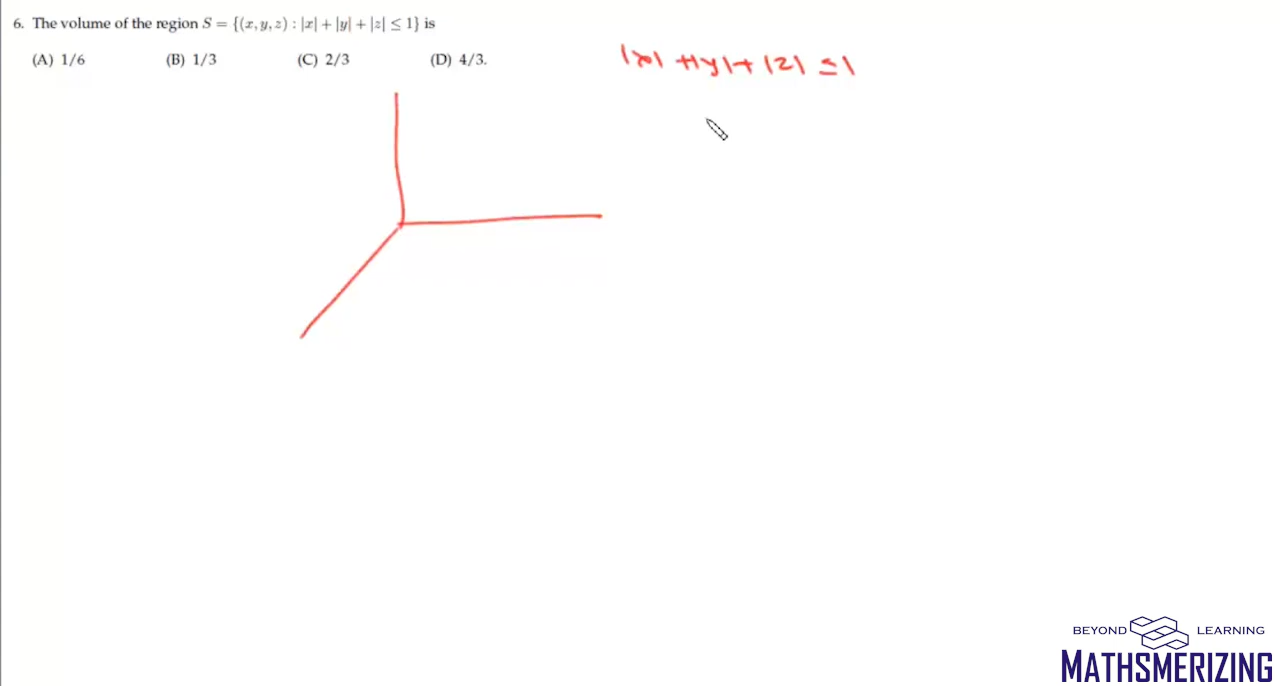 6. The volume of the region S = {(x, y, z) : |x| + |y| + |z| ≤ 1} is
(A) 1/6 (B) 1/3 (C) 2/3 (D) 4/3.
|x| + |y| + |z| ≤ 1
BEYOND LEARNING
MATHSMERIZING